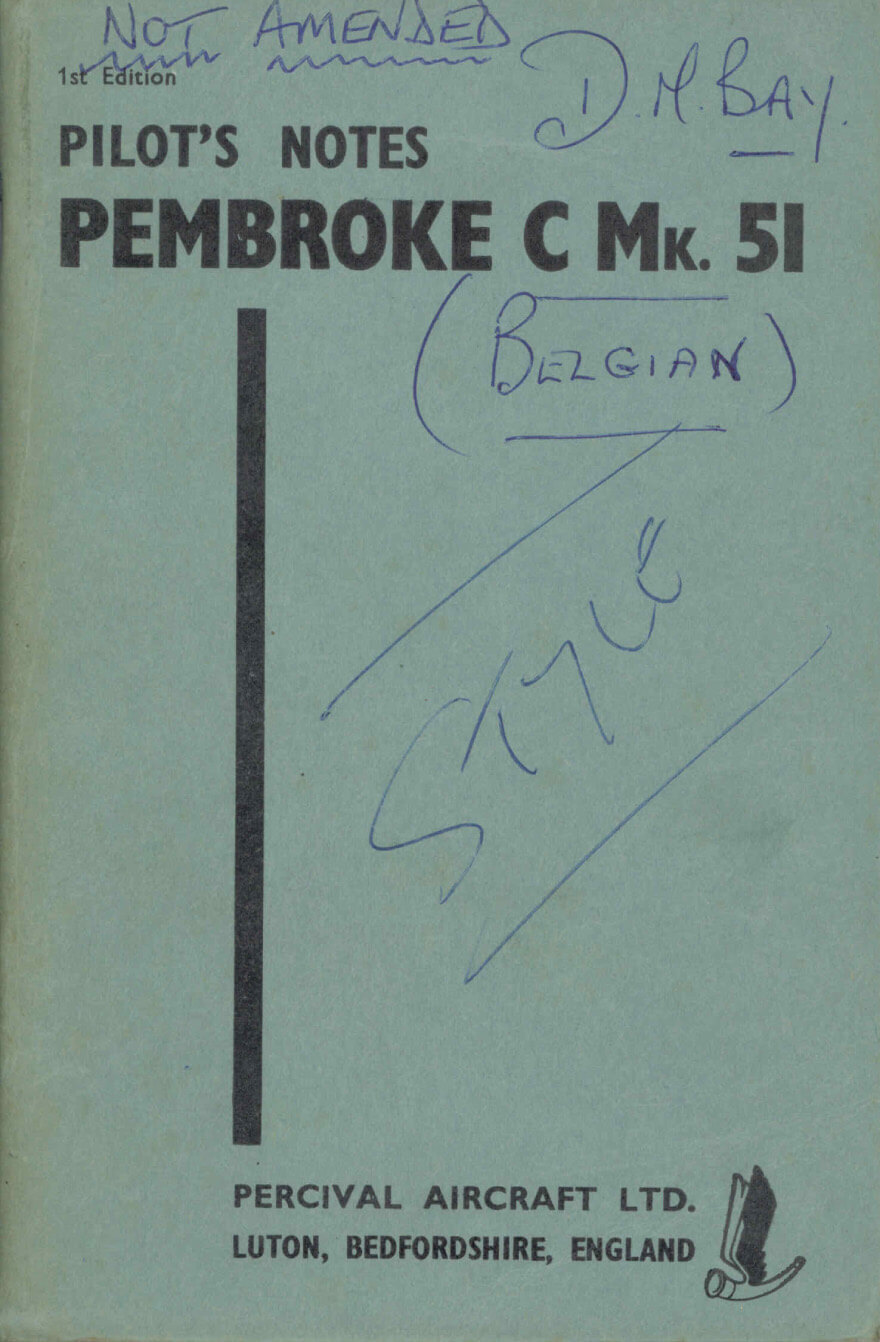 NOT AMENDED
1st Edition
D.M. BAY.
PILOT'S NOTES
PEMBROKE C MK. 51
(BELGIAN)
PERCIVAL AIRCRAFT LTD.
LUTON, BEDFORDSHIRE, ENGLAND